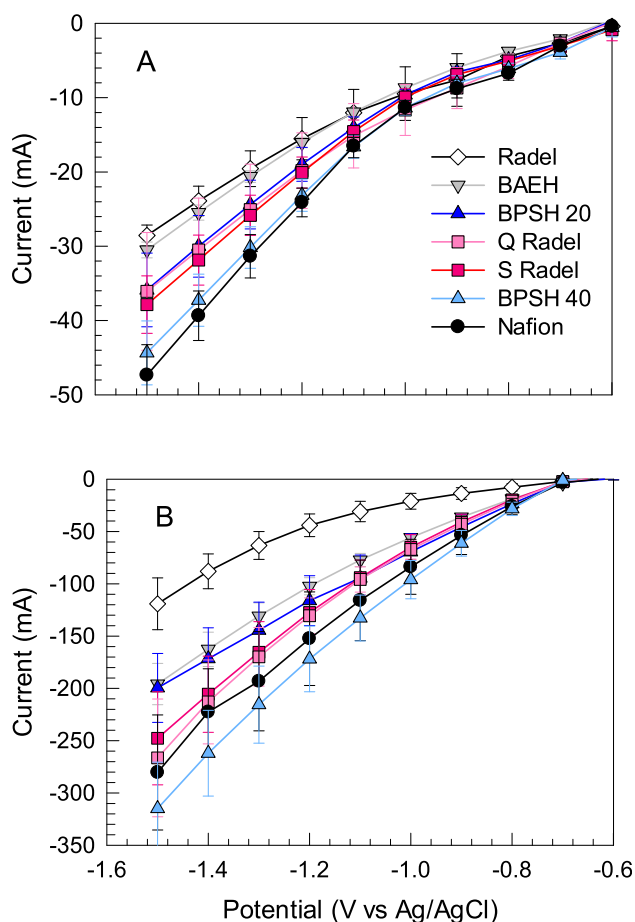 0
-10
-20
-30
-40
-50
Current (mA)
A
Radel
BAEH
BPSH 20
Q Radel
S Radel
BPSH 40
Nafion
0
-50
-100
-150
-200
-250
-300
-350
Current (mA)
B
-1.6 -1.4 -1.2 -1.0 -0.8 -0.6
Potential (V vs Ag/AgCl)